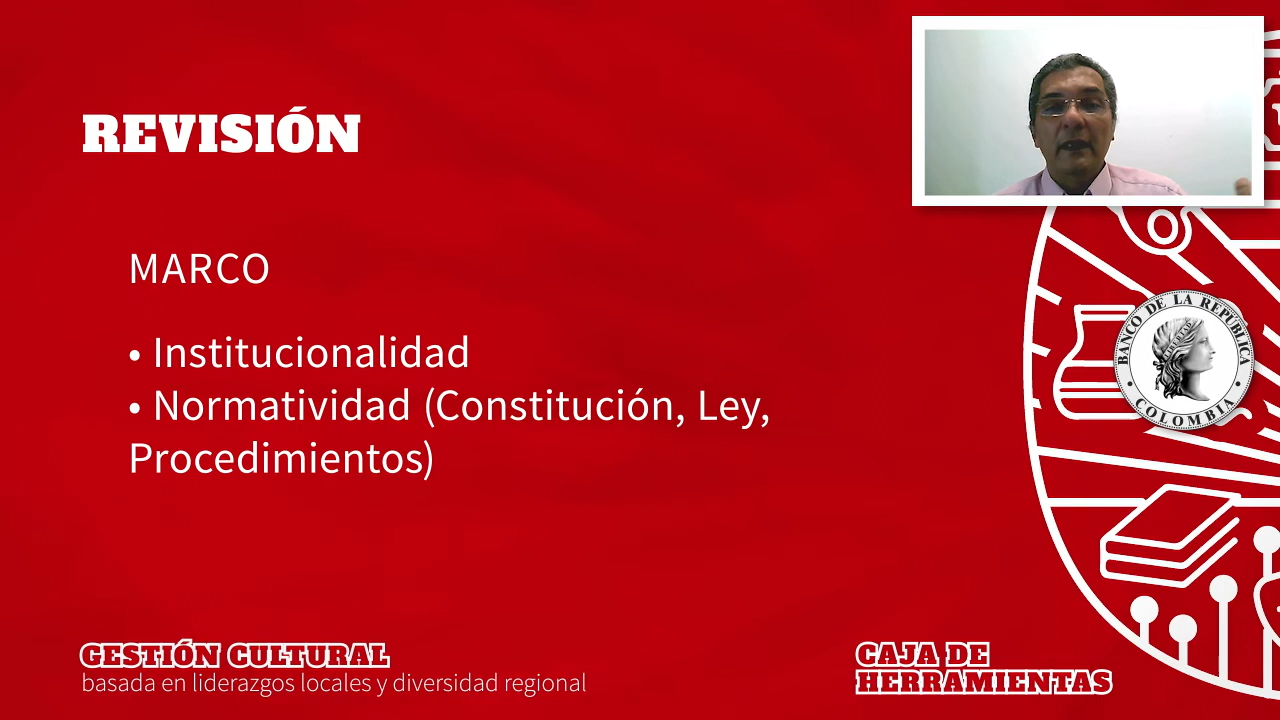 REVISIÓN
MARCO
• Institucionalidad
• Normatividad (Constitución, Ley,
Procedimientos)
BANCO DE LA REPÚBLICA
• COLOMBIA •
GESTIÓN CULTURAL
basada en liderazgos locales y diversidad regional
CAJA DE
HERRAMIENTAS